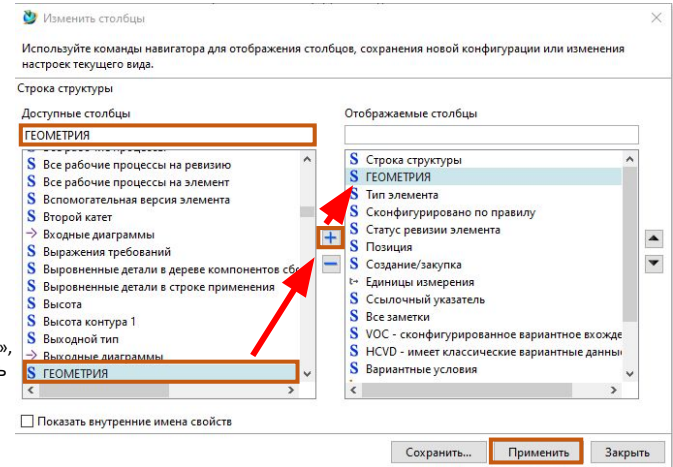 Изменить столбцы
Используйте команды навигатора для отображения столбцов, сохранения новой конфигурации или изменения
настроек текущего вида.
Строка структуры
Доступные столбцы
ГЕОМЕТРИЯ
Все рабочие процессы на ревизию
Все рабочие процессы на элемент
Вспомогательная версия элемента
Второй катет
Входные диаграммы
Выражения требований
Выровненные детали в дереве компонентов сбо
Выровненные детали в строке применения
Высота
Высота контура 1
Выходной тип
Выходные диаграммы
ГЕОМЕТРИЯ
Отображаемые столбцы
Строка структуры
ГЕОМЕТРИЯ
Тип элемента
Сконфигурировано по правилу
Статус ревизии элемента
Позиция
Создание/закупка
Единицы измерения
Ссылочный указатель
Все заметки
VOC - сконфигурированное вариантное вхожде
HCVD - имеет классические вариантные данны
Вариантные условия
»,
ь
Показать внутренние имена свойств
Сохранить... Применить Закрыть